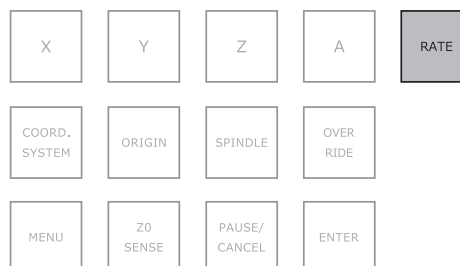 X
Y
Z
A
RATE
COORD.
SYSTEM
ORIGIN
SPINDLE
OVER
RIDE
MENU
Z0
SENSE
PAUSE/
CANCEL
ENTER